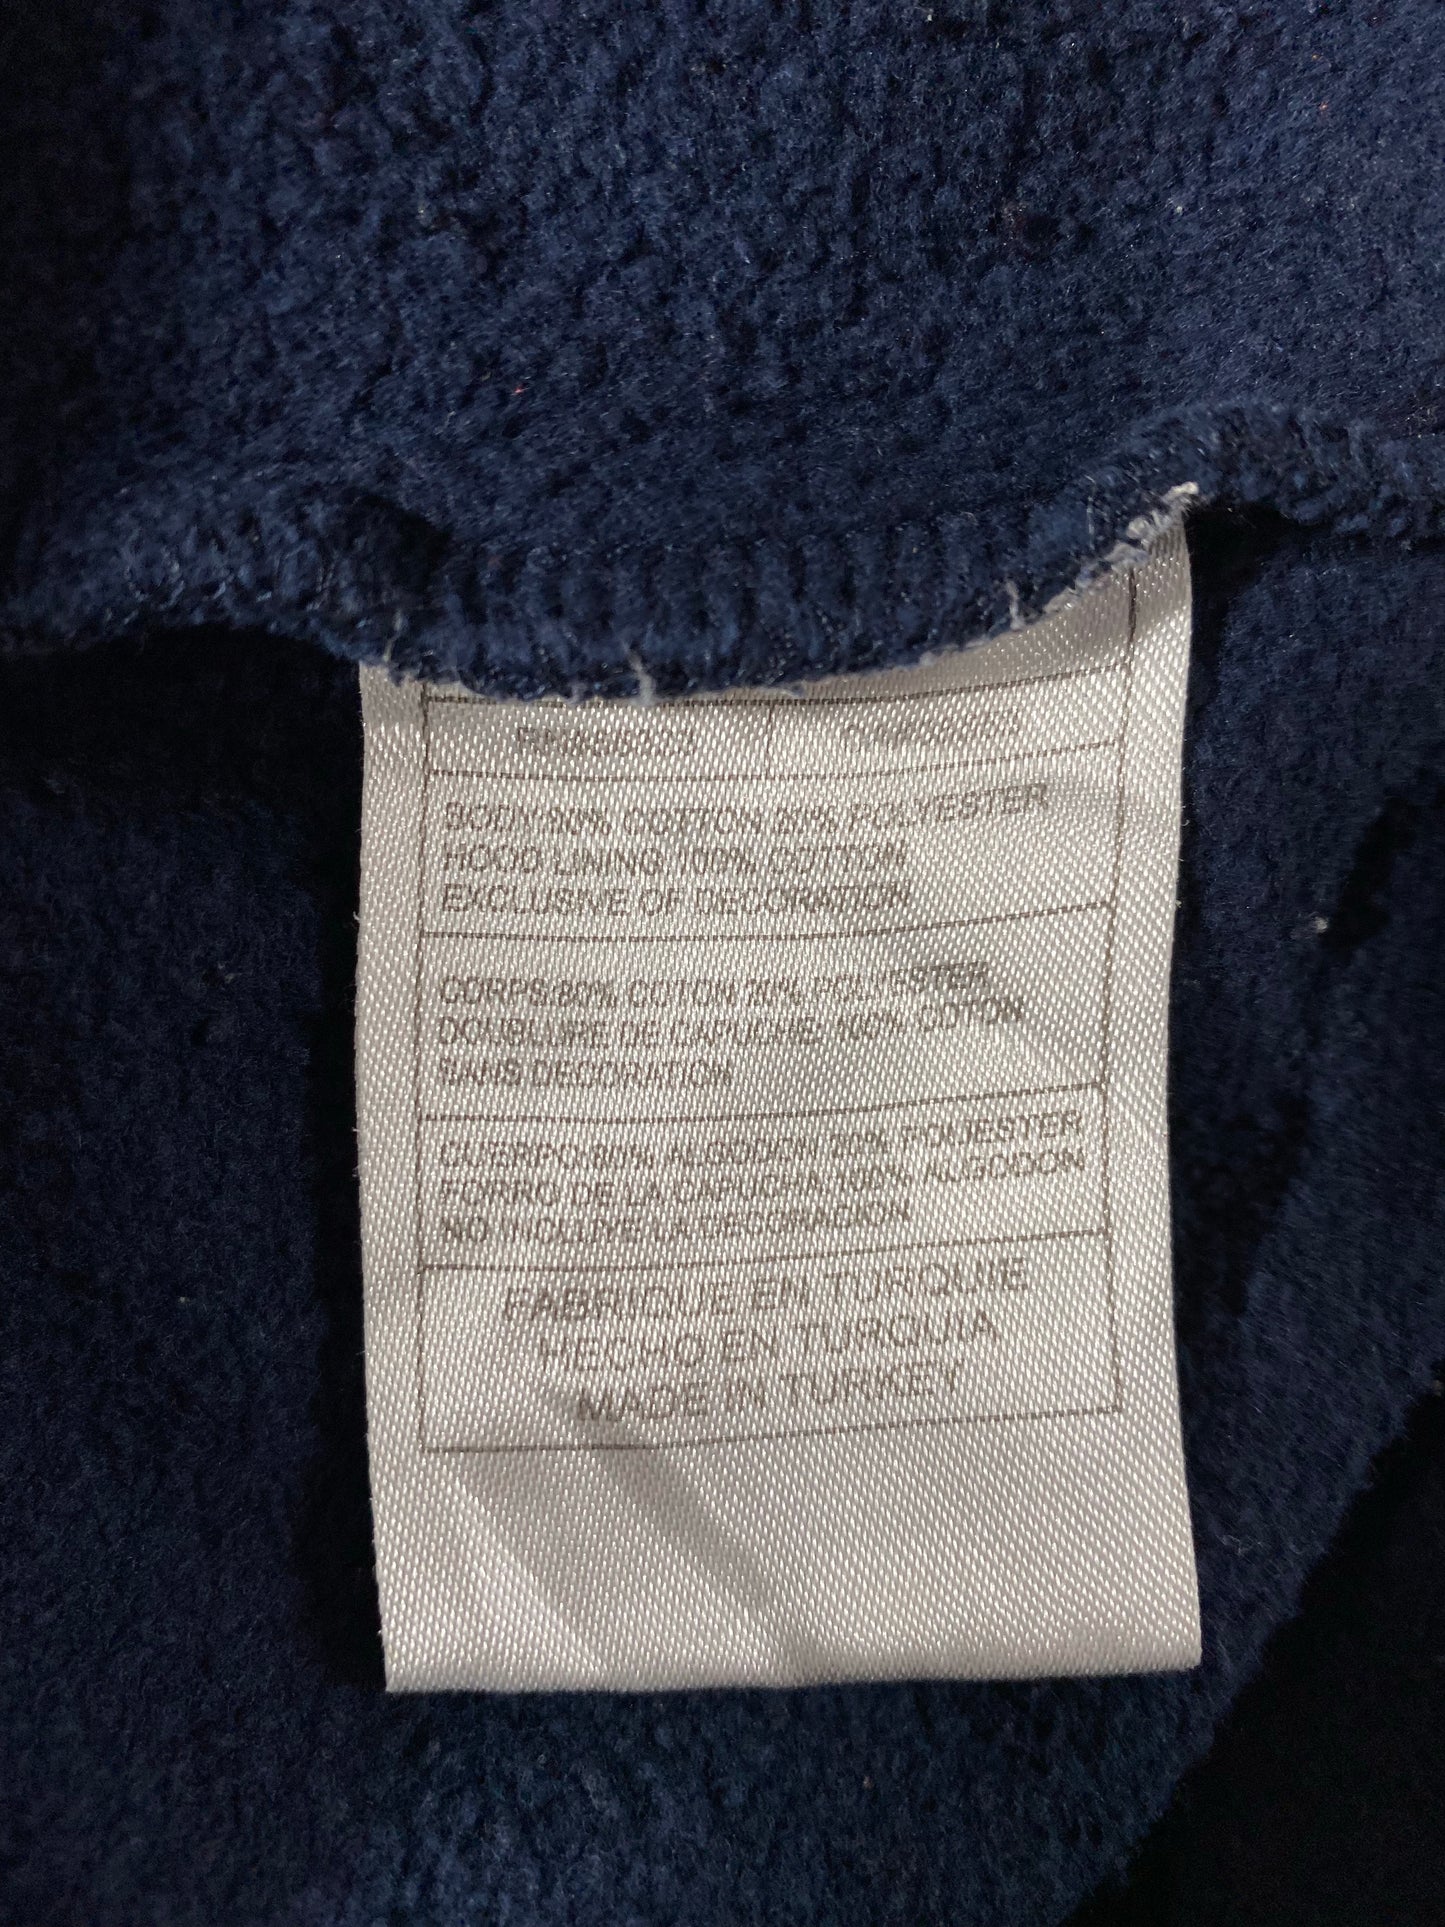 BODY:80% COTTON 20% POLYESTER
HOOD LINING: 100% COTTON
EXCLUSIVE OF DECORATION
CORPS:80% COTON 20% POLYESTER
DOUBLURE DE CAPUCHE: 100% COTON
SANS DECORATION
CUERPO:80% ALGODON 20% POLIESTER
FORRO DE LA CAPUCHA: 100% ALGODON
NO INCLUYE LA DECORACION
FABRIQUE EN TURQUIE
HECHO EN TURQUIA
MADE IN TURKEY